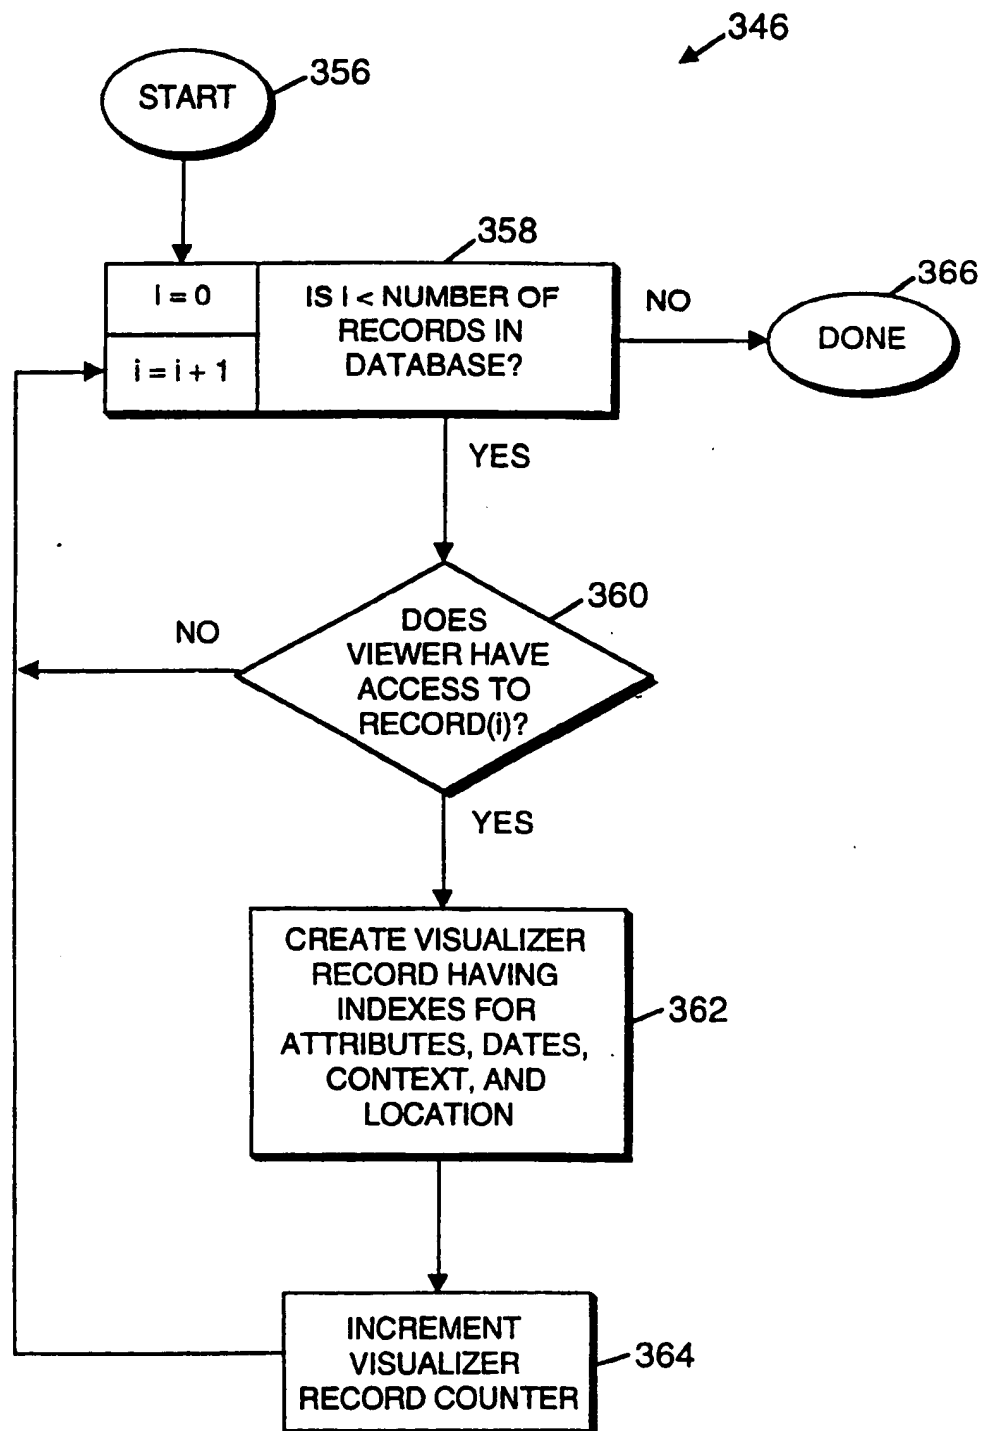 346
START
356
358
i = 0
i = i + 1
IS i < NUMBER OF
RECORDS IN
DATABASE?
NO
366
DONE
YES
360
DOES
VIEWER HAVE
ACCESS TO
RECORD(i)?
NO
YES
CREATE VISUALIZER
RECORD HAVING
INDEXES FOR
ATTRIBUTES, DATES,
CONTEXT, AND
LOCATION
362
INCREMENT
VISUALIZER
RECORD COUNTER
364